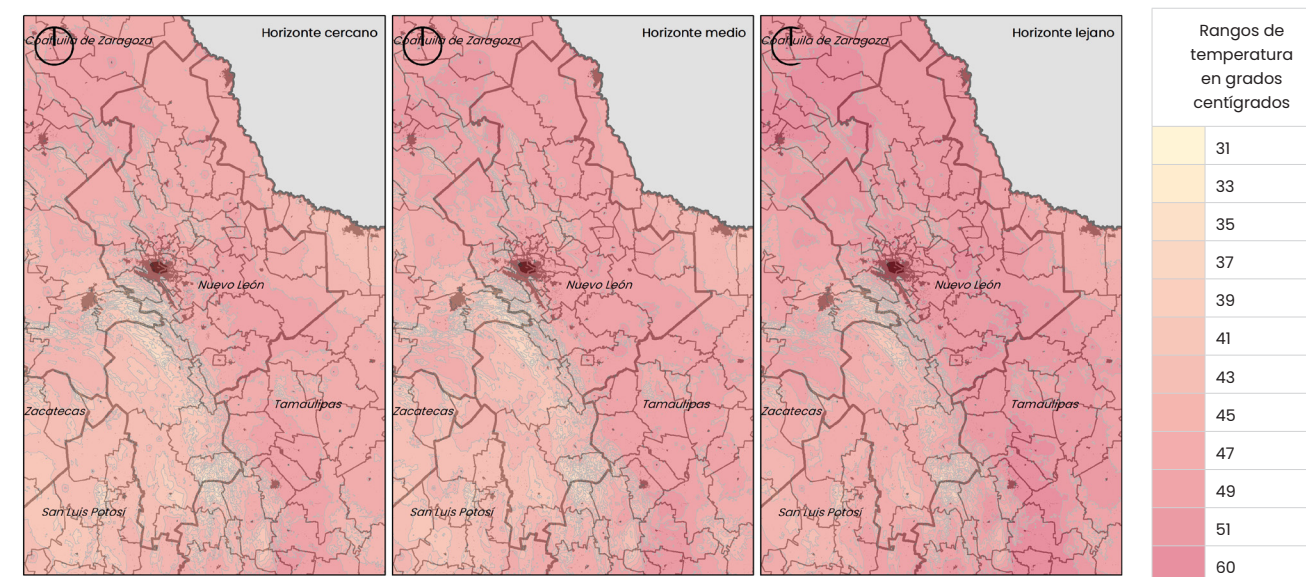 Coahuila de Zaragoza
Horizonte cercano
Nuevo León
Zacatecas
Tamaulipas
San Luis Potosí
Coahuila de Zaragoza
Horizonte medio
Nuevo León
Zacatecas
Tamaulipas
San Luis Potosí
Coahuila de Zaragoza
Horizonte lejano
Nuevo León
Zacatecas
Tamaulipas
San Luis Potosí
Rangos de
temperatura
en grados
centígrados
31
33
35
37
39
41
43
45
47
49
51
60